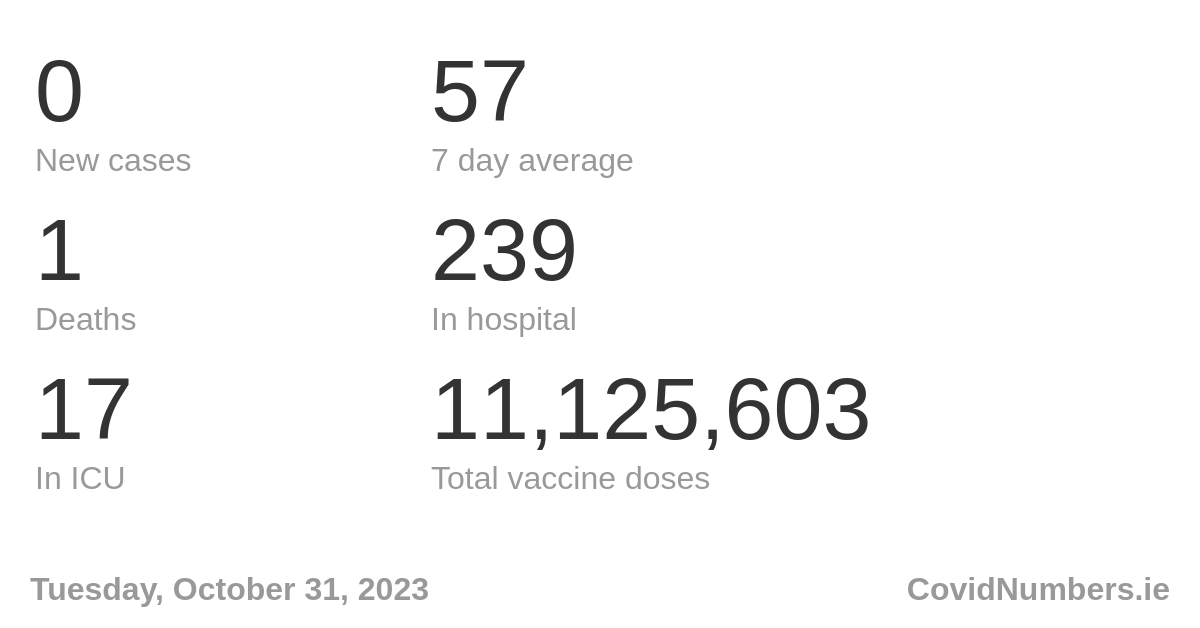 0
57
New cases
7 day average
1
239
Deaths
In hospital
17
11,125,603
In ICU
Total vaccine doses
Tuesday, October 31, 2023
CovidNumbers.ie